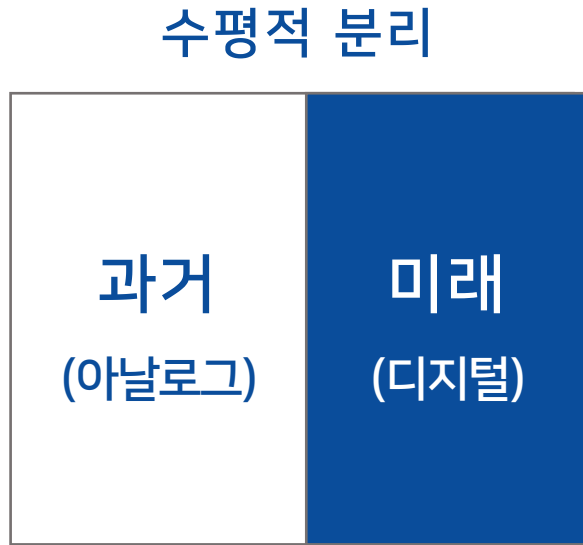 수평적 분리
과거
(아날로그)
미래
(디지털)